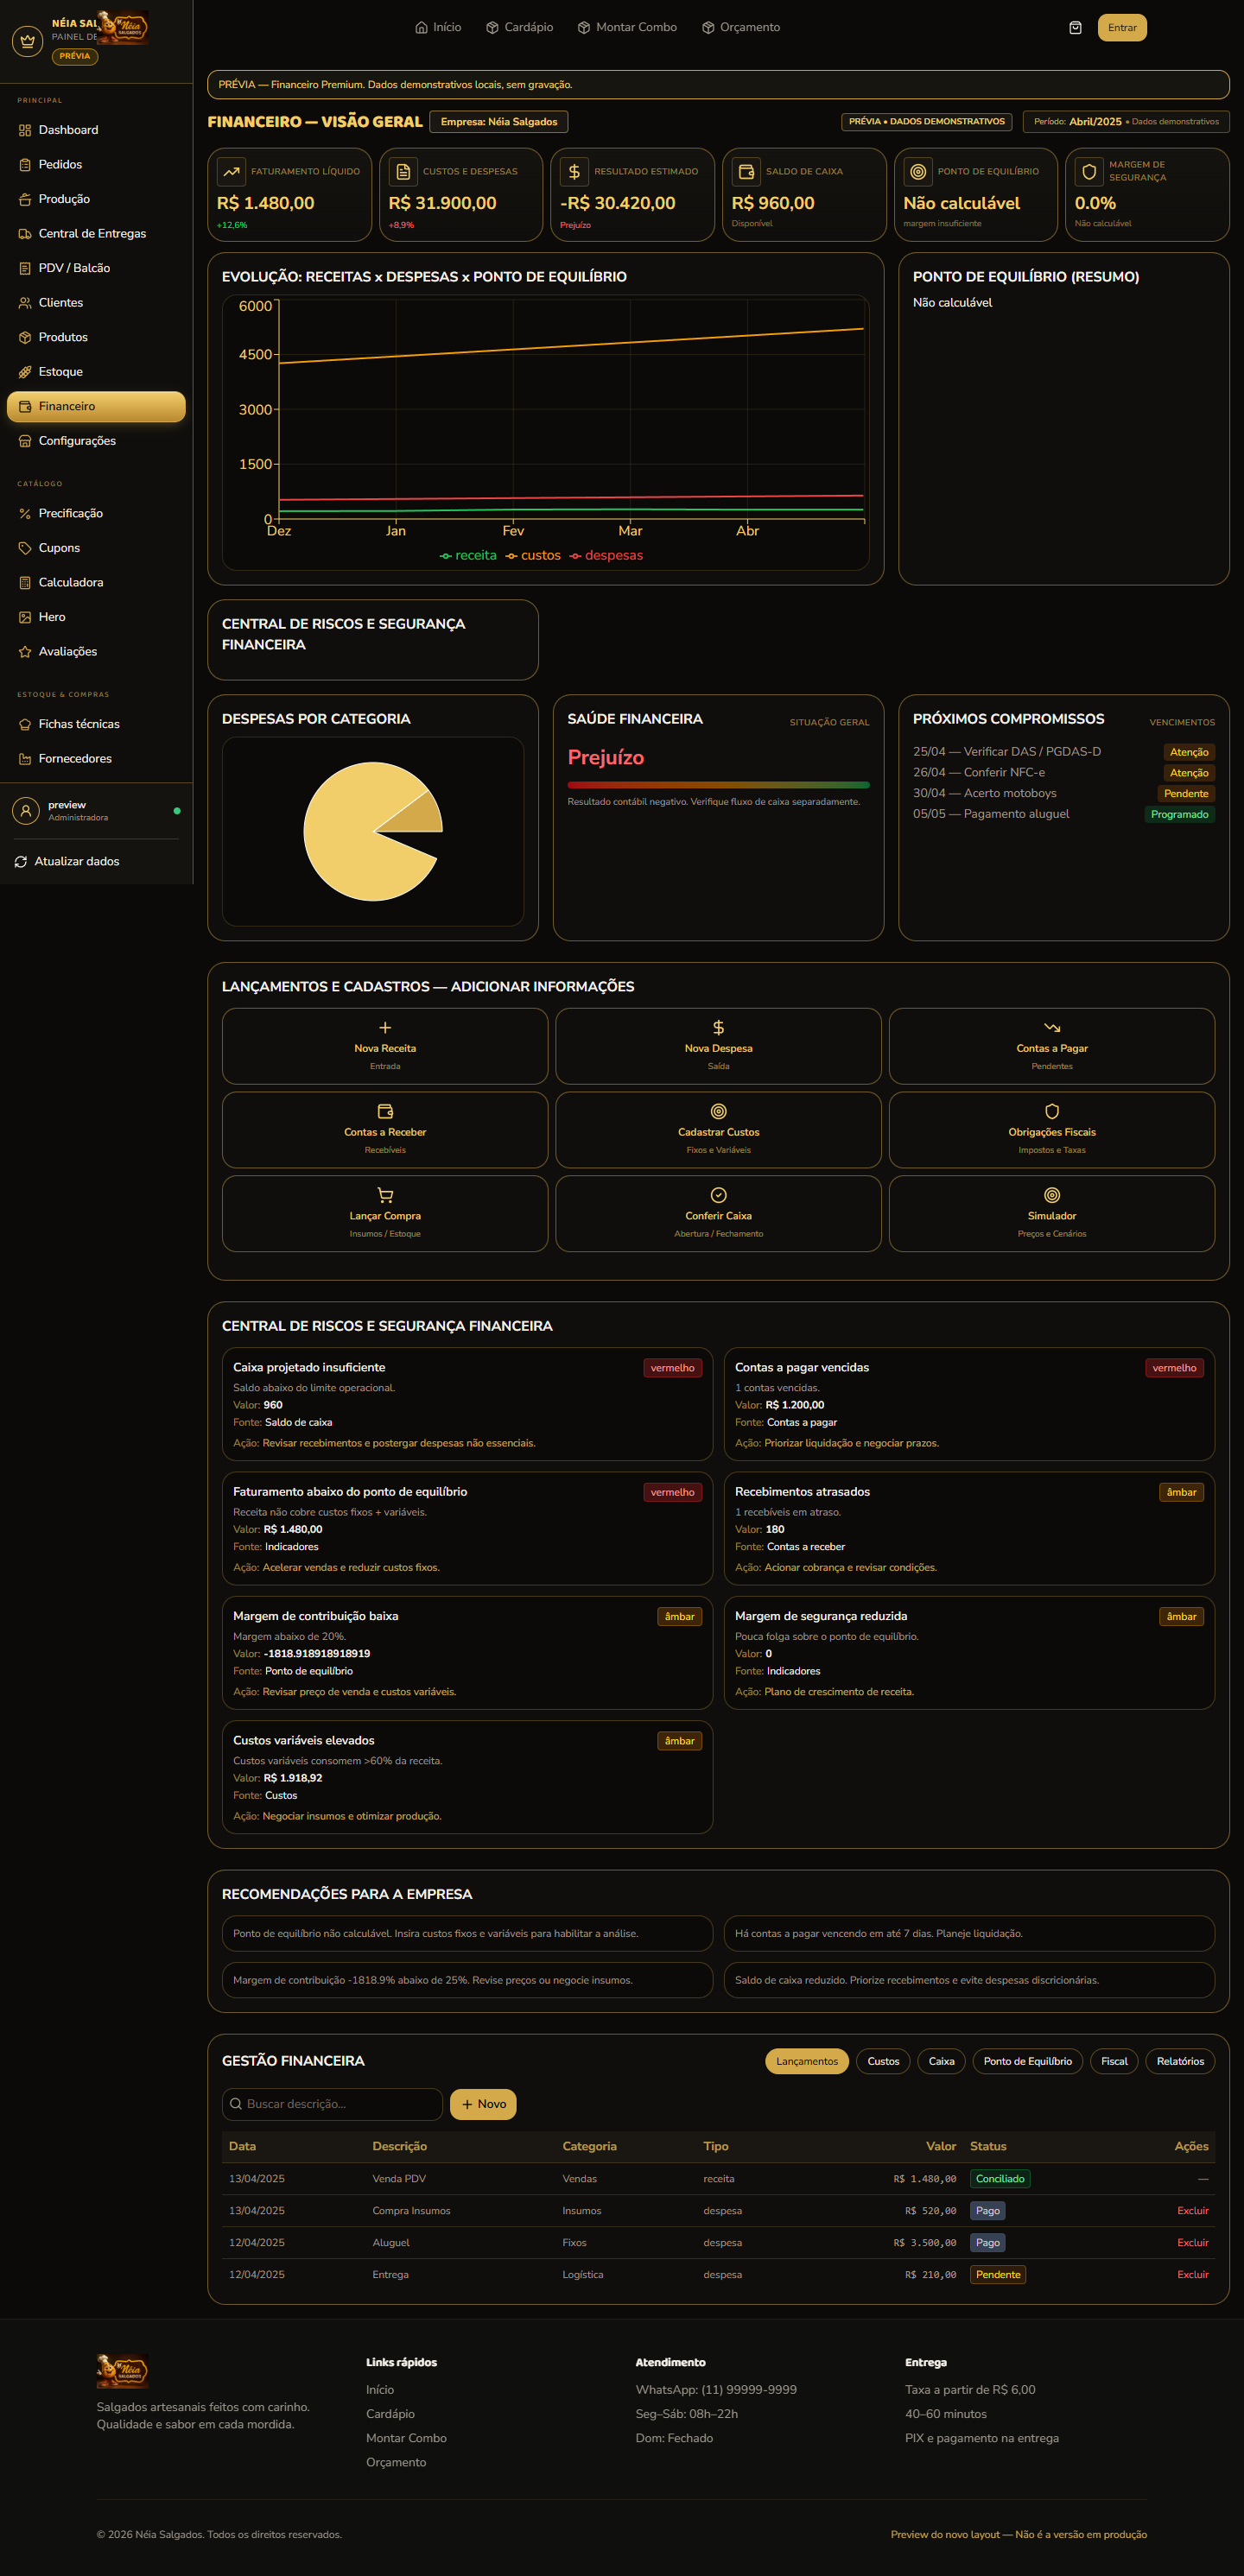 NÉIA SAL
PAINEL DE
PRÉVIA
Néia
SALGADOS
Início
Cardápio
Montar Combo
Orçamento
Entrar
PRINCIPAL
Dashboard
Pedidos
Produção
Central de Entregas
PDV / Balcão
Clientes
Produtos
Estoque
Financeiro
Configurações
CATÁLOGO
Precificação
Cupons
Calculadora
Hero
Avaliações
ESTOQUE & COMPRAS
Fichas técnicas
Fornecedores
preview
Administradora
Atualizar dados
PRÉVIA — Financeiro Premium. Dados demonstrativos locais, sem gravação.
FINANCEIRO — VISÃO GERAL
Empresa: Néia Salgados
PRÉVIA • DADOS DEMONSTRATIVOS
Período: Abril/2025 • Dados demonstrativos
FATURAMENTO LÍQUIDO
R$ 1.480,00
+12,6%
CUSTOS E DESPESAS
R$ 31.900,00
+8,9%
RESULTADO ESTIMADO
-R$ 30.420,00
Prejuízo
SALDO DE CAIXA
R$ 960,00
Disponível
PONTO DE EQUILÍBRIO
Não calculável
margem insuficiente
MARGEM DE
SEGURANÇA
0.0%
Não calculável
EVOLUÇÃO: RECEITAS x DESPESAS x PONTO DE EQUILÍBRIO
6000
4500
3000
1500
0
Dez
Jan
Fev
Mar
Abr
receita
custos
despesas
PONTO DE EQUILÍBRIO (RESUMO)
Não calculável
CENTRAL DE RISCOS E SEGURANÇA
FINANCEIRA
DESPESAS POR CATEGORIA
SAÚDE FINANCEIRA
SITUAÇÃO GERAL
Prejuízo
Resultado contábil negativo. Verifique fluxo de caixa separadamente.
PRÓXIMOS COMPROMISSOS
VENCIMENTOS
25/04 — Verificar DAS / PGDAS-D
Atenção
26/04 — Conferir NFC-e
Atenção
30/04 — Acerto motoboys
Pendente
05/05 — Pagamento aluguel
Programado
LANÇAMENTOS E CADASTROS — ADICIONAR INFORMAÇÕES
Nova Receita
Entrada
Nova Despesa
Saída
Contas a Pagar
Pendentes
Contas a Receber
Recebíveis
Cadastrar Custos
Fixos e Variáveis
Obrigações Fiscais
Impostos e Taxas
Lançar Compra
Insumos / Estoque
Conferir Caixa
Abertura / Fechamento
Simulador
Preços e Cenários
CENTRAL DE RISCOS E SEGURANÇA FINANCEIRA
Caixa projetado insuficiente
vermelho
Saldo abaixo do limite operacional.
Valor: 960
Fonte: Saldo de caixa
Ação: Revisar recebimentos e postergar despesas não essenciais.
Contas a pagar vencidas
vermelho
1 contas vencidas.
Valor: R$ 1.200,00
Fonte: Contas a pagar
Ação: Priorizar liquidação e negociar prazos.
Faturamento abaixo do ponto de equilíbrio
vermelho
Receita não cobre custos fixos + variáveis.
Valor: R$ 1.480,00
Fonte: Indicadores
Ação: Acelerar vendas e reduzir custos fixos.
Recebimentos atrasados
âmbar
1 recebíveis em atraso.
Valor: 180
Fonte: Contas a receber
Ação: Acionar cobrança e revisar condições.
Margem de contribuição baixa
âmbar
Margem abaixo de 20%.
Valor: -1818.918918918919
Fonte: Ponto de equilíbrio
Ação: Revisar preço de venda e custos variáveis.
Margem de segurança reduzida
âmbar
Pouca folga sobre o ponto de equilíbrio.
Valor: 0
Fonte: Indicadores
Ação: Plano de crescimento de receita.
Custos variáveis elevados
âmbar
Custos variáveis consomem >60% da receita.
Valor: R$ 1.918,92
Fonte: Custos
Ação: Negociar insumos e otimizar produção.
RECOMENDAÇÕES PARA A EMPRESA
Ponto de equilíbrio não calculável. Insira custos fixos e variáveis para habilitar a análise.
Há contas a pagar vencendo em até 7 dias. Planeje liquidação.
Margem de contribuição -1818.9% abaixo de 25%. Revise preços ou negocie insumos.
Saldo de caixa reduzido. Priorize recebimentos e evite despesas discricionárias.
GESTÃO FINANCEIRA
Lançamentos
Custos
Caixa
Ponto de Equilíbrio
Fiscal
Relatórios
Buscar descrição...
Novo
Data Descrição Categoria Tipo Valor Status Ações
13/04/2025 Venda PDV Vendas receita R$ 1.480,00 Conciliado —
13/04/2025 Compra Insumos Insumos despesa R$ 520,00 Pago Excluir
12/04/2025 Aluguel Fixos despesa R$ 3.500,00 Pago Excluir
12/04/2025 Entrega Logística despesa R$ 210,00 Pendente Excluir
Néia
SALGADOS
Salgados artesanais feitos com carinho.
Qualidade e sabor em cada mordida.
Links rápidos
Início
Cardápio
Montar Combo
Orçamento
Atendimento
WhatsApp: (11) 99999-9999
Seg–Sáb: 08h–22h
Dom: Fechado
Entrega
Taxa a partir de R$ 6,00
40–60 minutos
PIX e pagamento na entrega
© 2026 Néia Salgados. Todos os direitos reservados.
Preview do novo layout — Não é a versão em produção